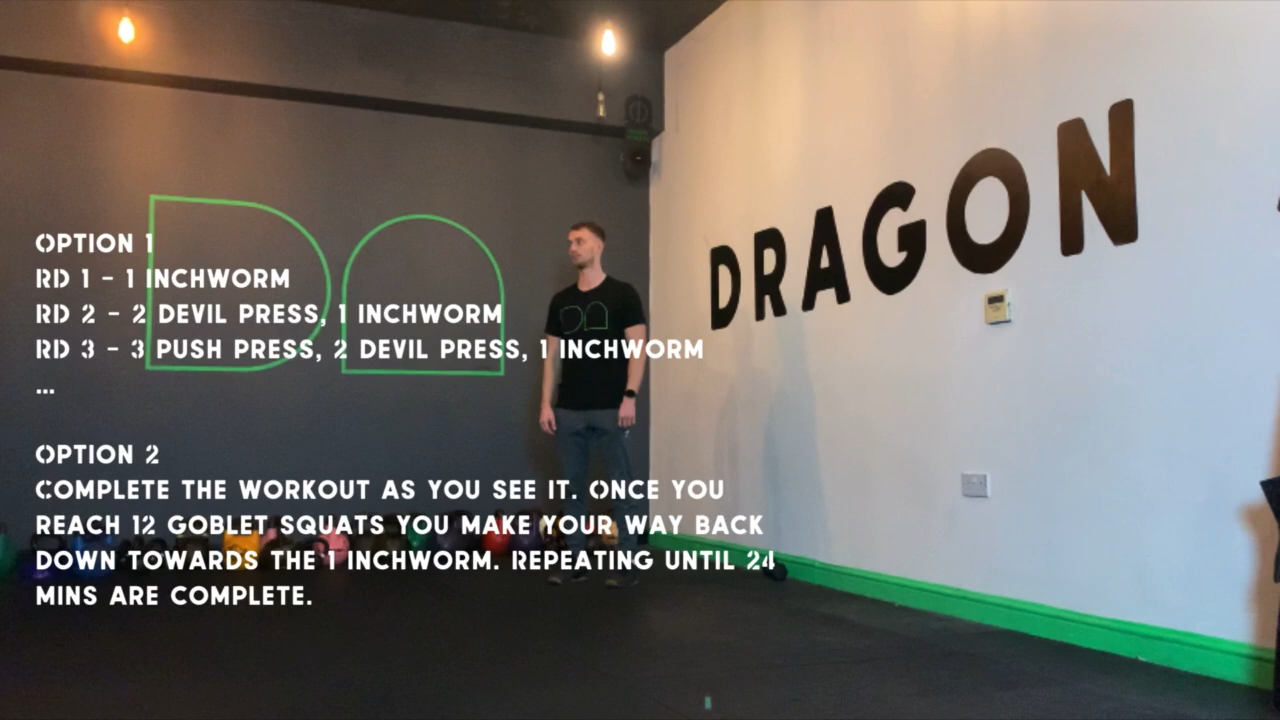 DRAGON
OPTION 1
RD 1 - 1 INCHWORM
RD 2 - 2 DEVIL PRESS, 1 INCHWORM
RD 3 - 3 PUSH PRESS, 2 DEVIL PRESS, 1 INCHWORM
...
OPTION 2
COMPLETE THE WORKOUT AS YOU SEE IT. ONCE YOU
REACH 12 GOBLET SQUATS YOU MAKE YOUR WAY BACK
DOWN TOWARDS THE 1 INCHWORM. REPEATING UNTIL 24
MINS ARE COMPLETE.